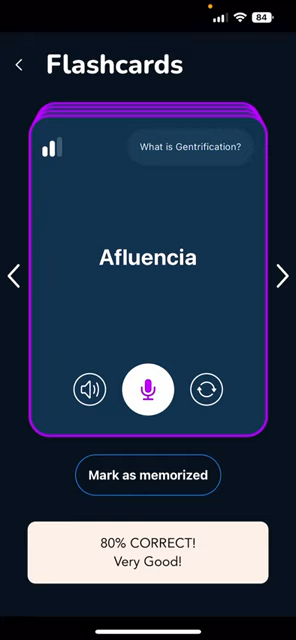 84
Flashcards
What is Gentrification?
Afluencia
Mark as memorized
80% CORRECT!
Very Good!